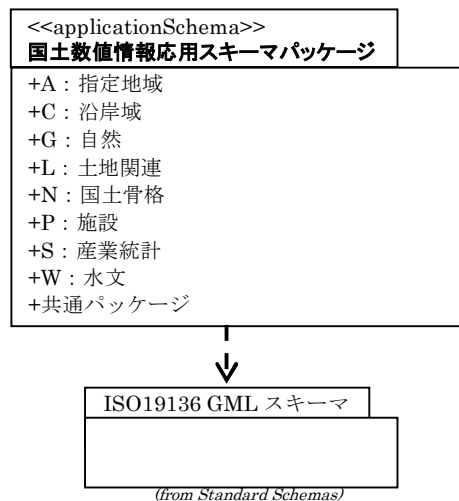 <<applicationSchema>>
国土数値情報応用スキーマパッケージ
+A：指定地域
+C：沿岸域
+G：自然
+L：土地関連
+N：国土骨格
+P：施設
+S：産業統計
+W：水文
+共通パッケージ
ISO19136 GML スキーマ
(from Standard Schemas)